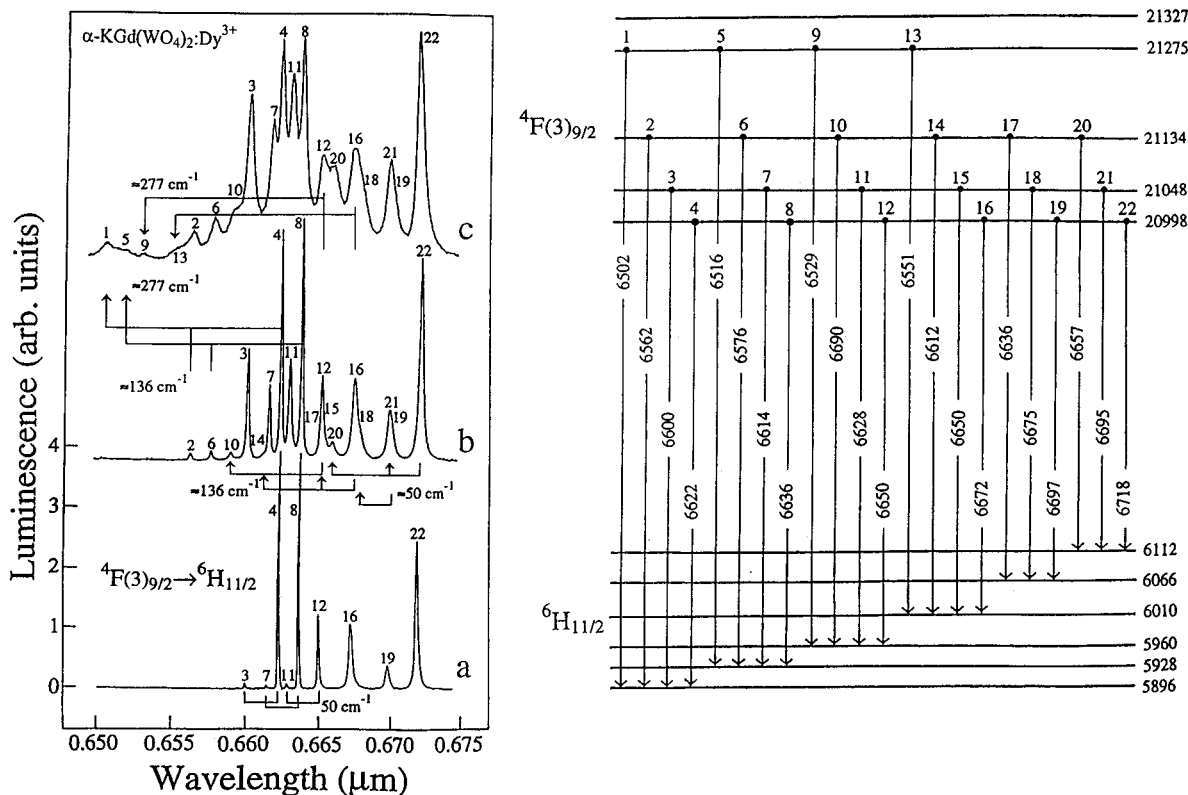 α-KGd(WO₄)₂:Dy³⁺
4 8 22
11
3
7
12 16
20
21
18 19
≈277 cm⁻¹
10
6
2
1 5 9 13
c
≈277 cm⁻¹
4 8 22
≈136 cm⁻¹
3 11
7 12 16
17 15 18 21 19
2 6 10 14 20
b
≈136 cm⁻¹ ≈50 cm⁻¹
4 8 22
⁴F(3)₉/₂→⁶H₁₁/₂
12 16
19
3 7 11
a
50 cm⁻¹
4
3
2
1
0
Luminescence (arb. units)
0.650 0.655 0.660 0.665 0.670 0.675
Wavelength (μm)
21327
1 5 9 13 21275
⁴F(3)₉/₂
2 6 10 14 17 20 21134
3 7 11 15 18 21 21048
4 8 12 16 19 22 20998
6502 6516 6529 6551
6562 6576 6690 6612 6636 6657
6600 6614 6628 6650 6675 6695
6622 6636 6650 6672 6697 6718
6112
6066
⁶H₁₁/₂
6010
5960
5928
5896